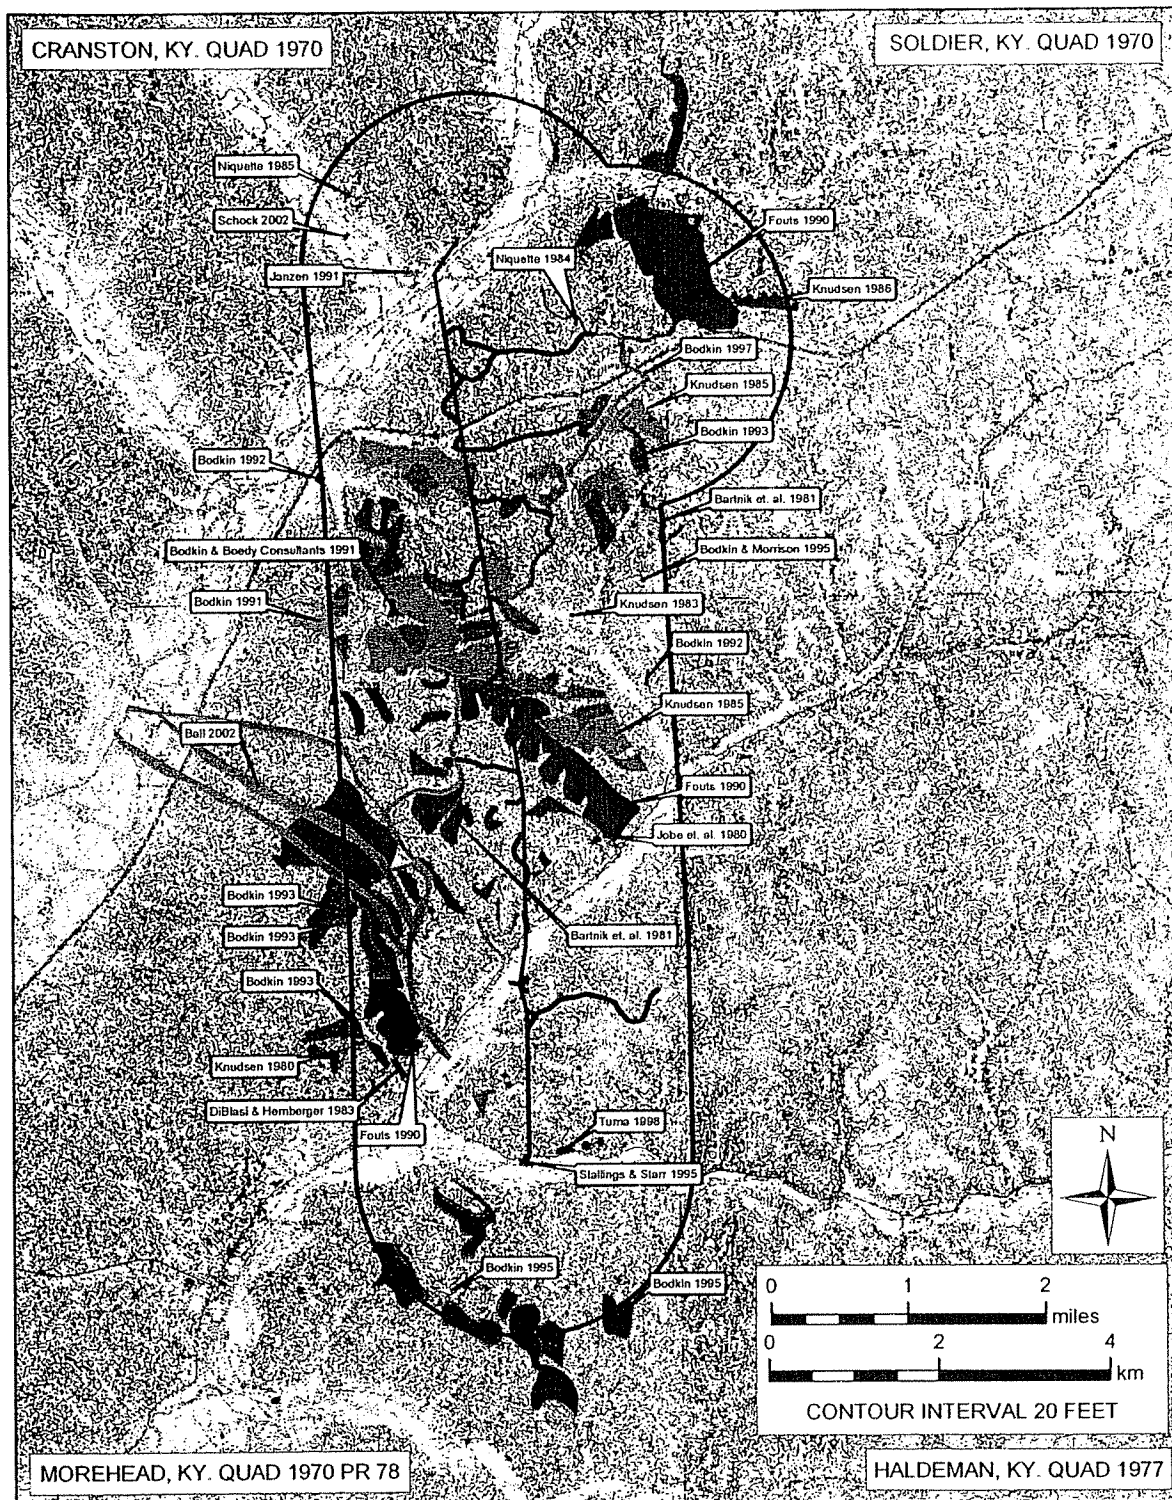 CRANSTON, KY. QUAD 1970
SOLDIER, KY. QUAD 1970
Niquette 1985
Schock 2002
Fouts 1990
Niquette 1984
Janzen 1991
Knudsen 1986
Bodkin 1997
Knudsen 1985
Bodkin 1993
Bodkin 1992
Bartnik et. al. 1981
Bodkin & Boedy Consultants 1991
Bodkin & Morrison 1995
Bodkin 1991
Knudsen 1983
Bodkin 1992
Knudsen 1985
Ball 2002
Fouts 1990
Jobe et. al. 1980
Bodkin 1993
Bodkin 1993
Bartnik et. al. 1981
Bodkin 1993
Knudsen 1980
DiBlasi & Hemberger 1983
Fouts 1990
Tuma 1998
Stallings & Starr 1995
N
Bodkin 1995
Bodkin 1995
0 1 2
miles
0 2 4
km
CONTOUR INTERVAL 20 FEET
MOREHEAD, KY. QUAD 1970 PR 78
HALDEMAN, KY. QUAD 1977